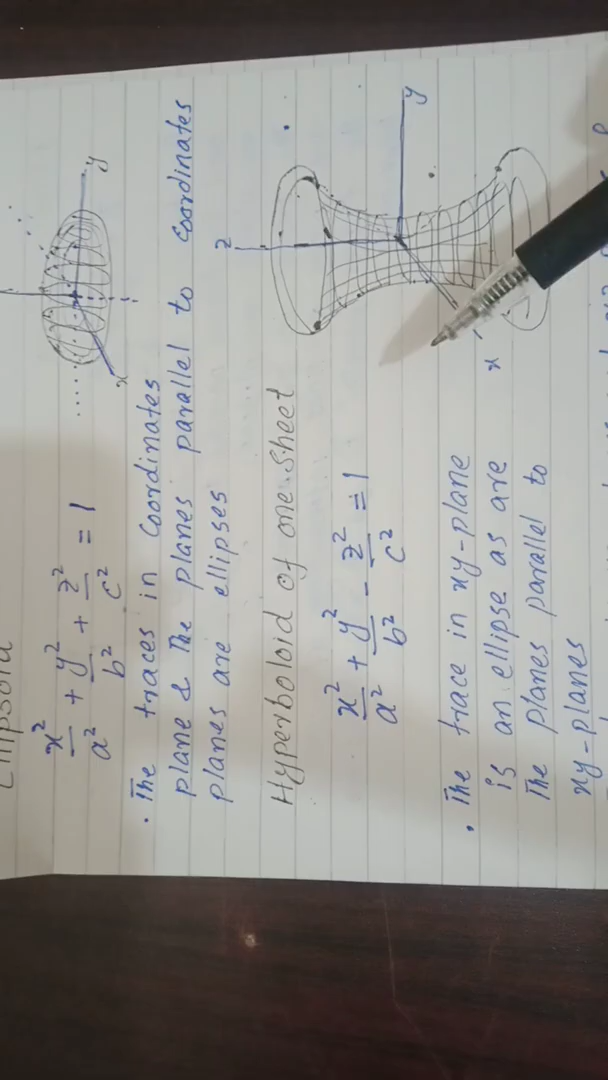 Ellipsoid
x²/a² + y²/b² + z²/c² = 1
y
x
• The traces in Coordinates
plane & The planes parallel to coordinates
planes are ellipses
Hyperboloid of one Sheet
x²/a² + y²/b² - z²/c² = 1
z
y
x
• The trace in xy-plane
is an ellipse as are
The planes parallel to
xy-planes